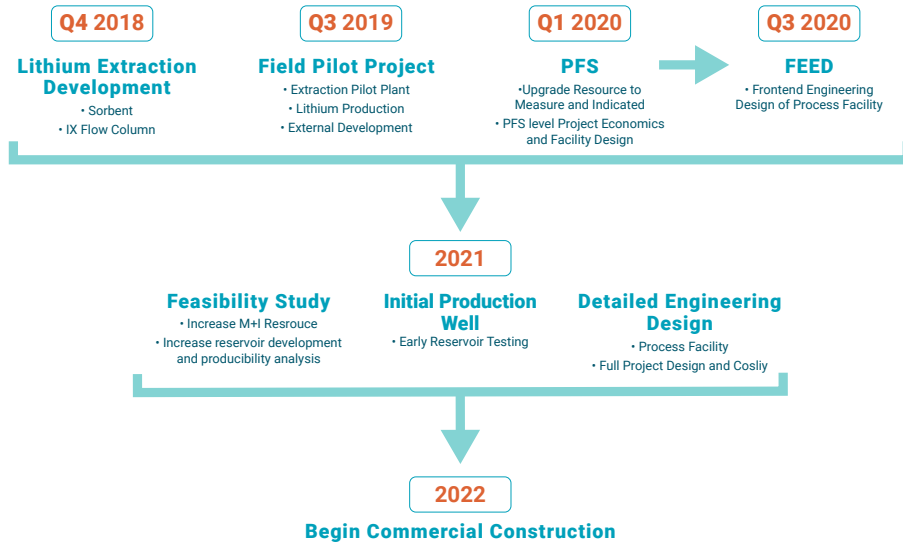 Q4 2018
Lithium Extraction
Development
• Sorbent
• IX Flow Column
Q3 2019
Field Pilot Project
• Extraction Pilot Plant
• Lithium Production
• External Development
Q1 2020
PFS
•Upgrade Resource to
Measure and Indicated
• PFS level Project Economics
and Facility Design
Q3 2020
FEED
• Frontend Engineering
Design of Process Facility
2021
Feasibility Study
• Increase M+I Resrouce
• Increase reservoir development
and producibility analysis
Initial Production
Well
• Early Reservoir Testing
Detailed Engineering
Design
• Process Facility
• Full Project Design and Cosliy
2022
Begin Commercial Construction